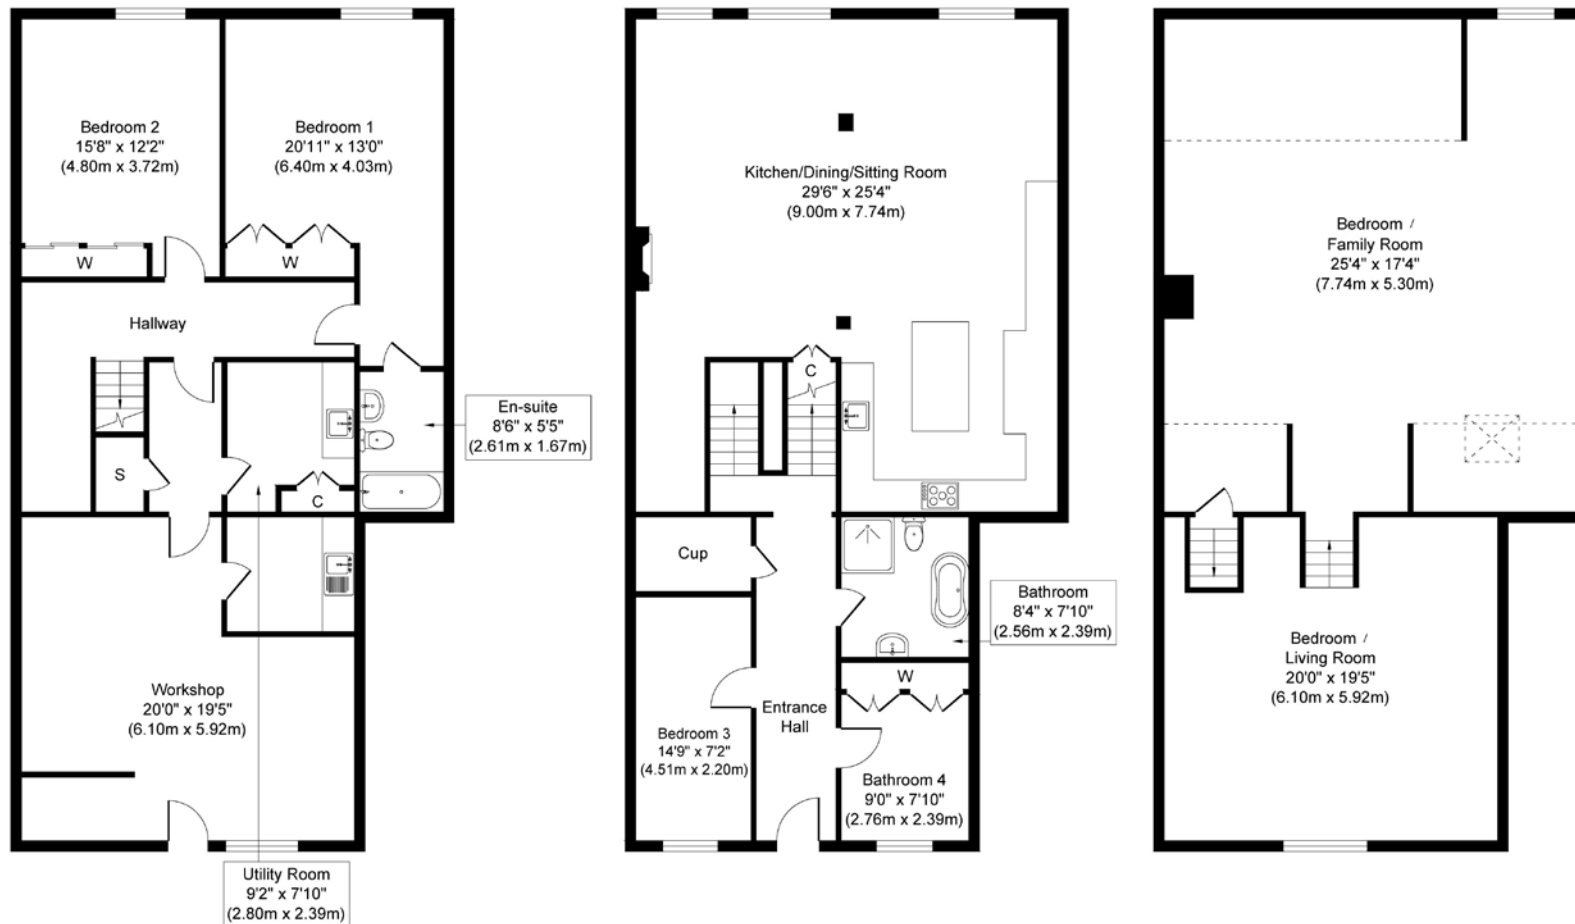 Bedroom 2
15'8" x 12'2"
(4.80m x 3.72m)
Bedroom 1
20'11" x 13'0"
(6.40m x 4.03m)
W
W
Hallway
En-suite
8'6" x 5'5"
(2.61m x 1.67m)
S
C
Workshop
20'0" x 19'5"
(6.10m x 5.92m)
Utility Room
9'2" x 7'10"
(2.80m x 2.39m)
Kitchen/Dining/Sitting Room
29'6" x 25'4"
(9.00m x 7.74m)
C
Cup
Bathroom
8'4" x 7'10"
(2.56m x 2.39m)
W
Entrance
Hall
Bedroom 3
14'9" x 7'2"
(4.51m x 2.20m)
Bathroom 4
9'0" x 7'10"
(2.76m x 2.39m)
Bedroom /
Family Room
25'4" x 17'4"
(7.74m x 5.30m)
Bedroom /
Living Room
20'0" x 19'5"
(6.10m x 5.92m)